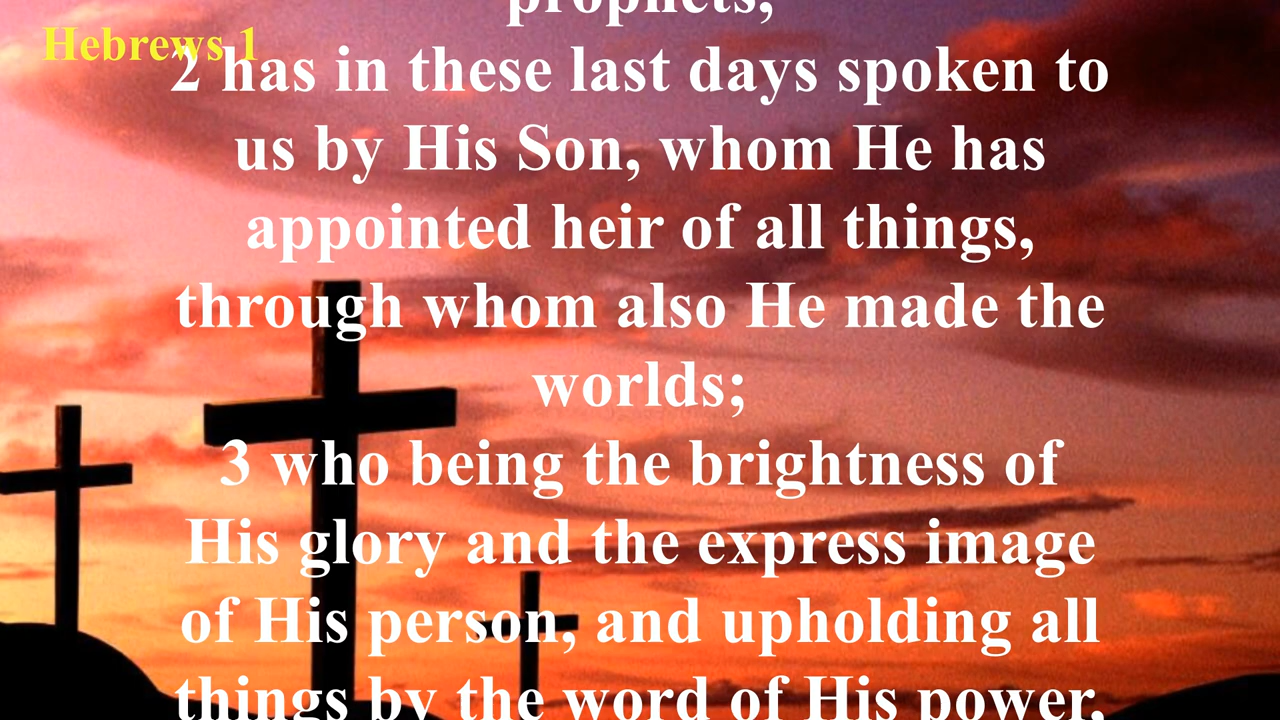 prophets;
Hebrews 1
2 has in these last days spoken to
us by His Son, whom He has
appointed heir of all things,
through whom also He made the
worlds;
3 who being the brightness of
His glory and the express image
of His person, and upholding all
things by the word of His power,